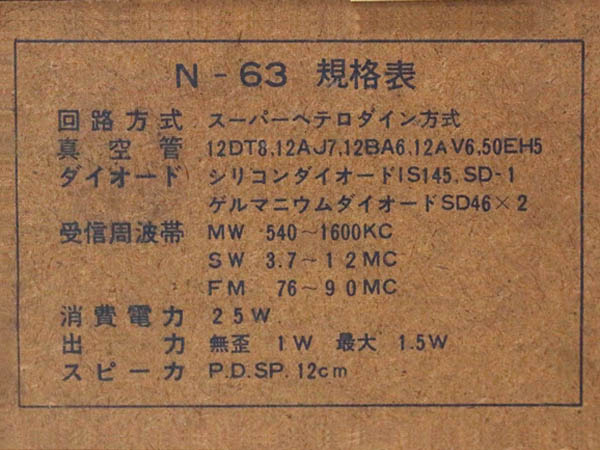 N-63 規格表
回路方式 スーパーヘテロダイン方式
真空管 12DT8.12AJ7.12BA6.12AV6.50EH5
ダイオード シリコンダイオードIS145.SD-1
ゲルマニウムダイオードSD46×2
受信周波帯 MW 540~1600KC
SW 3.7~12MC
FM 76~90MC
消費電力 25W
出力 無歪 1W 最大 1.5W
スピーカ P.D.SP.12cm